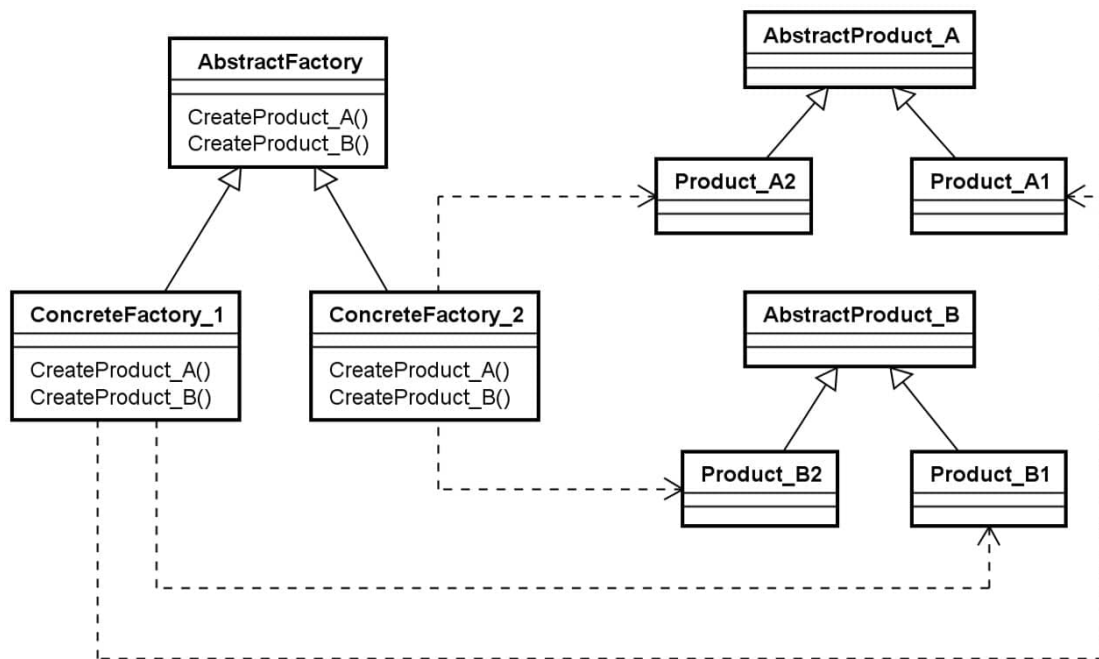 AbstractFactory
CreateProduct_A()
CreateProduct_B()
AbstractProduct_A
Product_A2
Product_A1
ConcreteFactory_1
CreateProduct_A()
CreateProduct_B()
ConcreteFactory_2
CreateProduct_A()
CreateProduct_B()
AbstractProduct_B
Product_B2
Product_B1